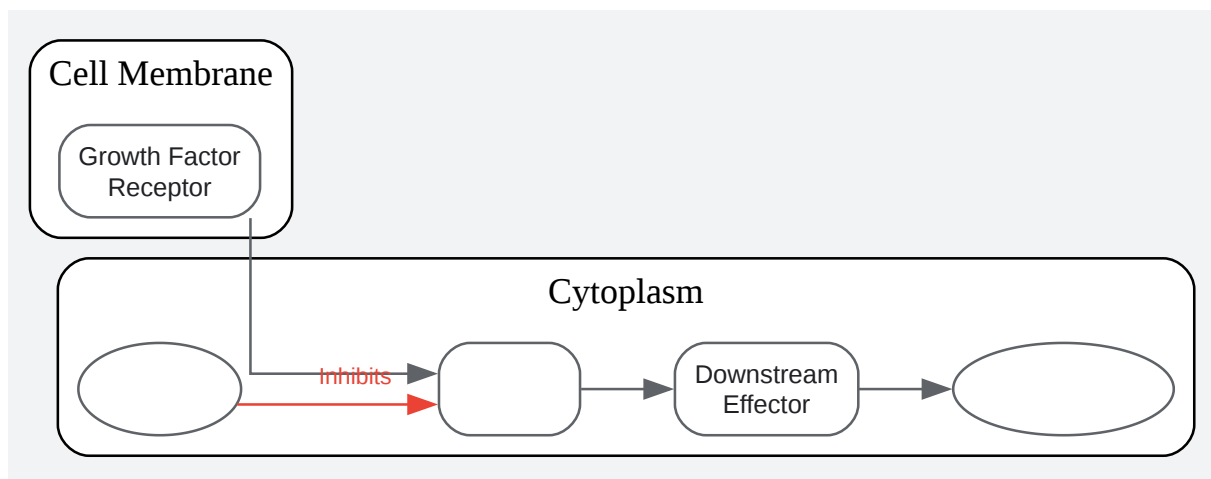 Cell Membrane
Growth Factor
Receptor
Cytoplasm
Inhibits
Downstream
Effector